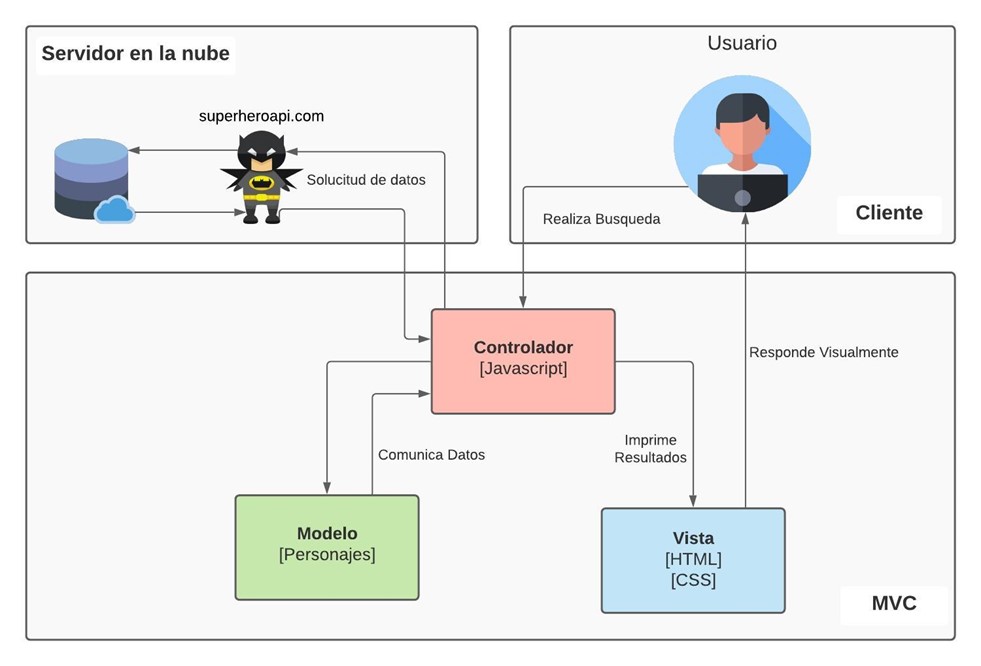 Servidor en la nube
superheroapi.com
Solucitud de datos
Usuario
Realiza Busqueda
Cliente
Controlador
[Javascript]
Responde Visualmente
Comunica Datos
Imprime
Resultados
Modelo
[Personajes]
Vista
[HTML]
[CSS]
MVC